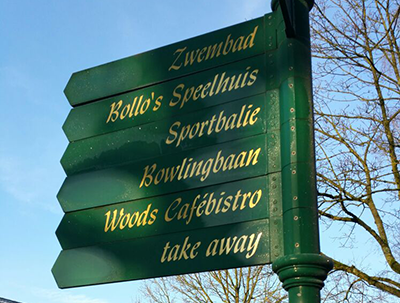 Zwembad
Bollo's Speelhuis
Sportbalie
Bowlingbaan
Woods Cafébistro
take away